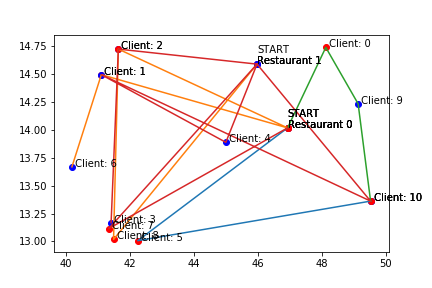 14.75
14.50
14.25
14.00
13.75
13.50
13.25
13.00
40
42
44
46
48
50
Client: 0
Client: 2
START
Restaurant 1
Client: 1
Client: 9
START
Restaurant 0
Client: 4
Client: 6
Client: 10
Client: 3
Client: 7
Client: 8
Client: 5